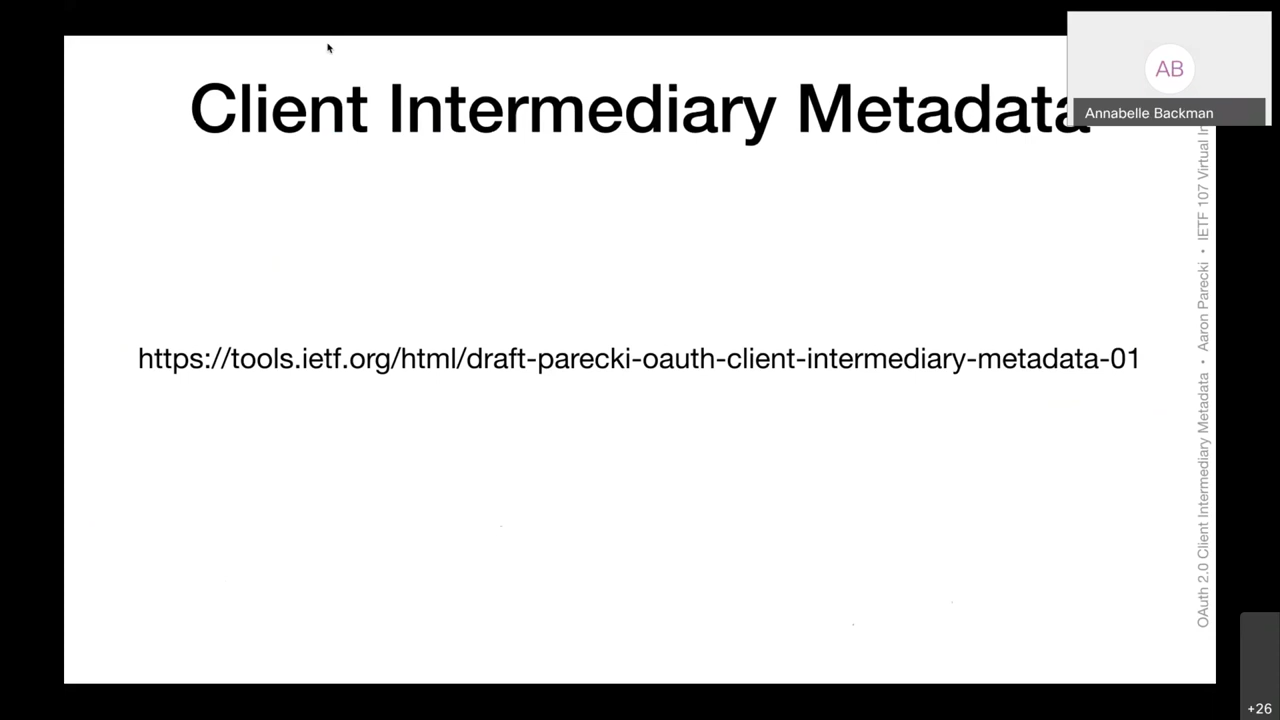 Client Intermediary Metadata
AB
Annabelle Backman
https://tools.ietf.org/html/draft-parecki-oauth-client-intermediary-metadata-01
OAuth 2.0 Client Intermediary Metadata • Aaron Parecki • IETF 107 Virtual
+26